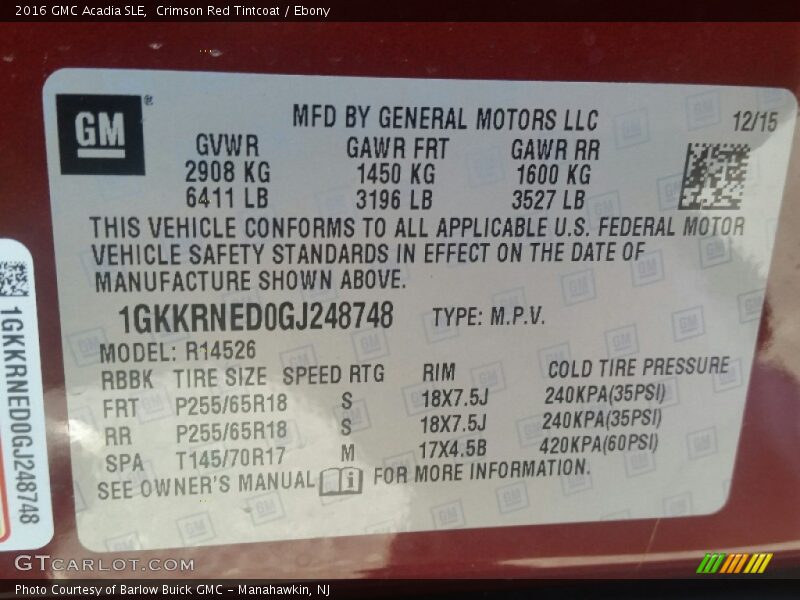 2016 GMC Acadia SLE,  Crimson Red Tintcoat / Ebony
GM®
MFD BY GENERAL MOTORS LLC
12/15
GVWR GAWR FRT GAWR RR
2908 KG 1450 KG 1600 KG
6411 LB 3196 LB 3527 LB
THIS VEHICLE CONFORMS TO ALL APPLICABLE U.S. FEDERAL MOTOR
VEHICLE SAFETY STANDARDS IN EFFECT ON THE DATE OF
MANUFACTURE SHOWN ABOVE.
1GKKRNED0GJ248748 TYPE: M.P.V.
MODEL: R14526
RBBK TIRE SIZE SPEED RTG RIM COLD TIRE PRESSURE
FRT P255/65R18 S 18X7.5J 240KPA(35PSI)
RR P255/65R18 S 18X7.5J 240KPA(35PSI)
SPA T145/70R17 M 17X4.5B 420KPA(60PSI)
SEE OWNER'S MANUAL i FOR MORE INFORMATION.
1GKKRNED0GJ248748
GTCARLOT.COM
Photo Courtesy of Barlow Buick GMC – Manahawkin, NJ